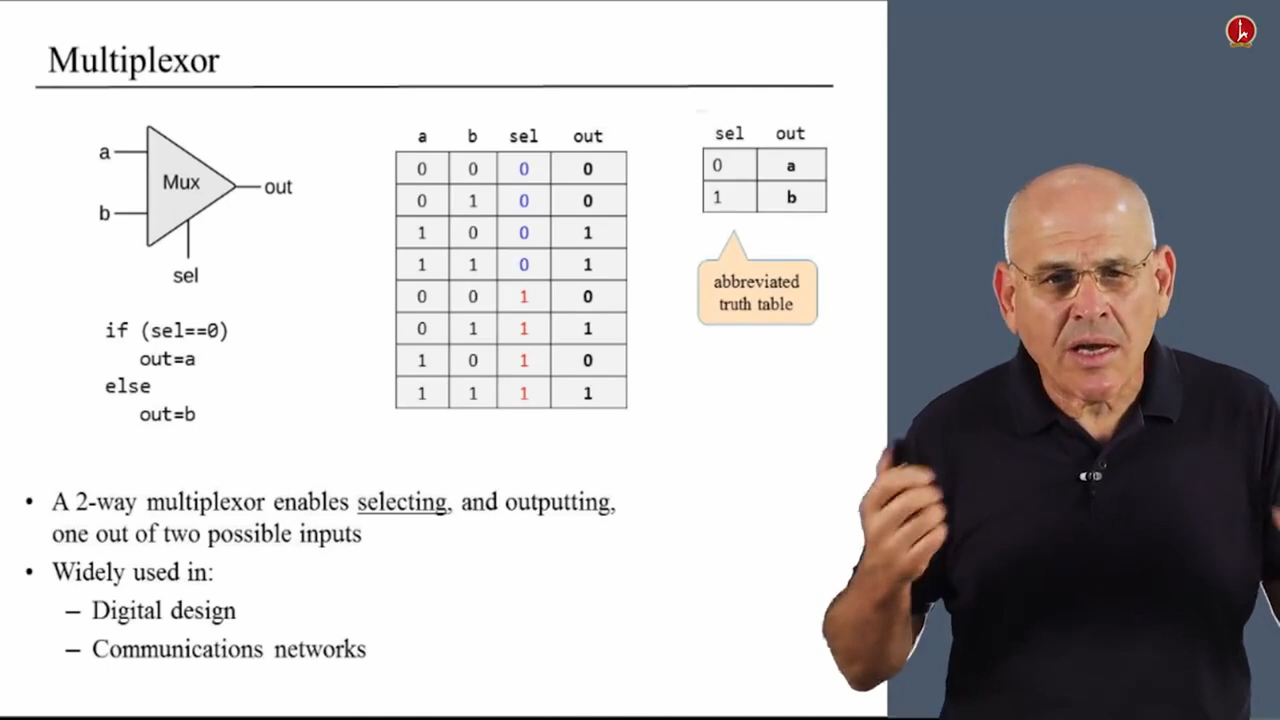 Multiplexor
a
b
Mux
out
sel
if (sel==0)
out=a
else
out=b
a b sel out
0 0 0 0
0 1 0 0
1 0 0 1
1 1 0 1
0 0 1 0
0 1 1 1
1 0 1 0
1 1 1 1
sel out
0 a
1 b
abbreviated
truth table
• A 2-way multiplexor enables selecting, and outputting,
one out of two possible inputs
• Widely used in:
– Digital design
– Communications networks